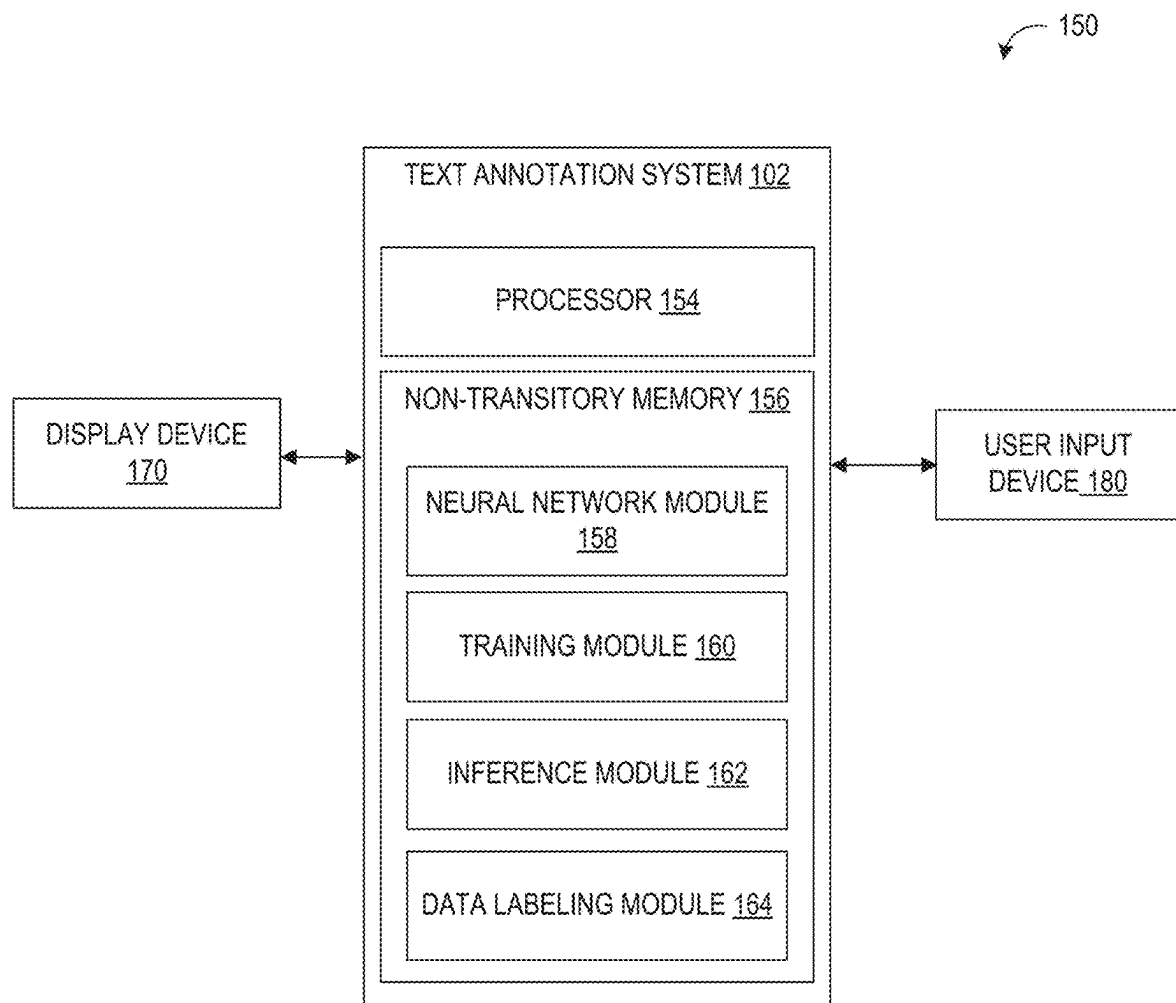 150
TEXT ANNOTATION SYSTEM 102
PROCESSOR 154
NON-TRANSITORY MEMORY 156
DISPLAY DEVICE
170
USER INPUT
DEVICE 180
NEURAL NETWORK MODULE
158
TRAINING MODULE 160
INFERENCE MODULE 162
DATA LABELING MODULE 164